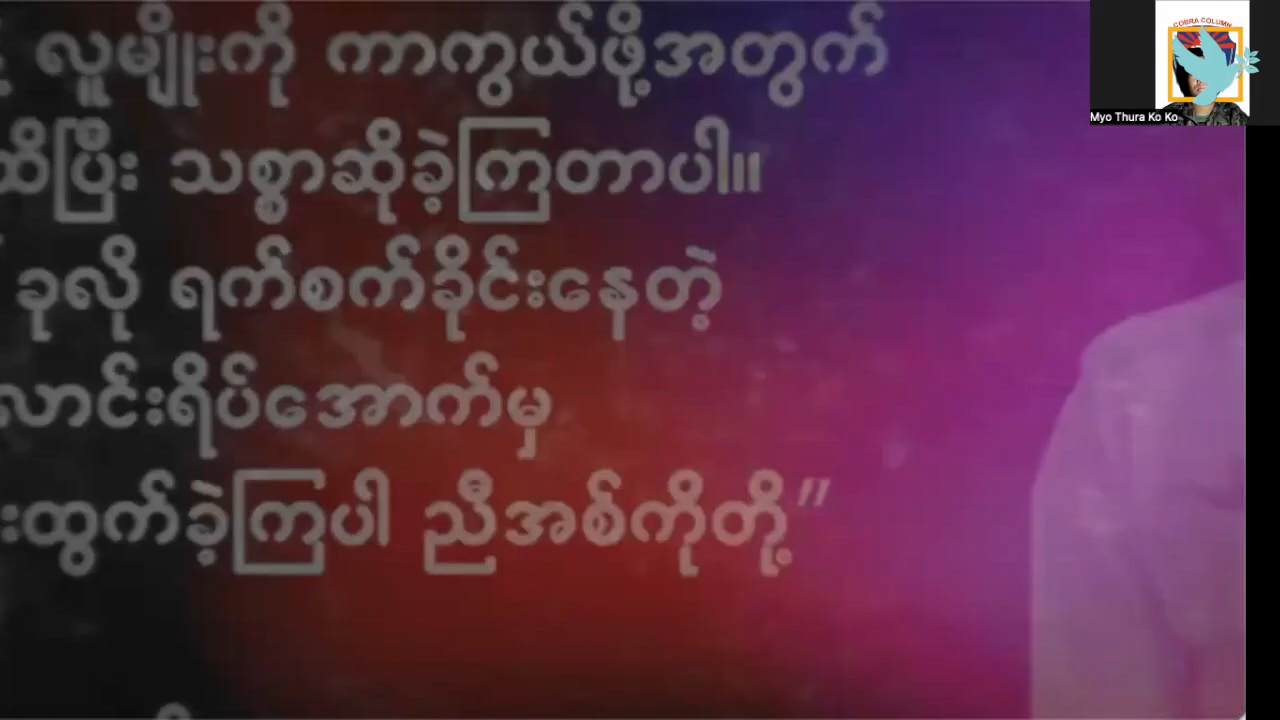 လူမျိုးကို ကာကွယ်ဖို့အတွက်
သစ္စာဆိုခဲ့ကြတာပါ။
ခုလို ရက်စက်ခိုင်းနေတဲ့
လောင်းရိပ်အောက်မှ
ထွက်ခဲ့ကြပါ ညီအစ်ကိုတို့"
COBRA COLUMN
Myo Thura Ko Ko